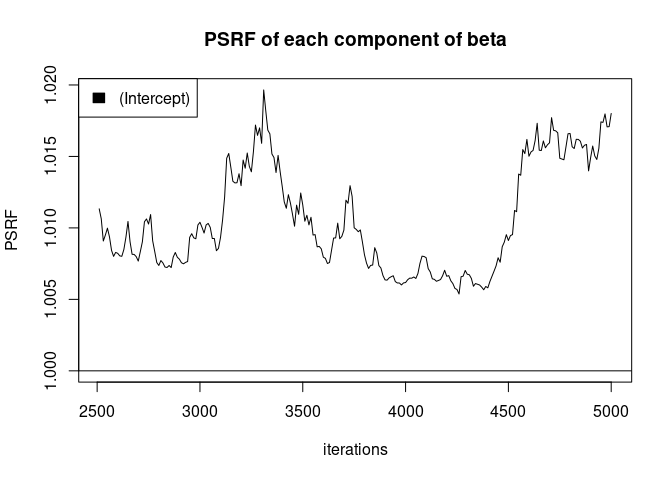 PSRF of each component of beta
(Intercept)
PSRF
1.020
1.015
1.010
1.005
1.000
2500 3000 3500 4000 4500 5000
iterations